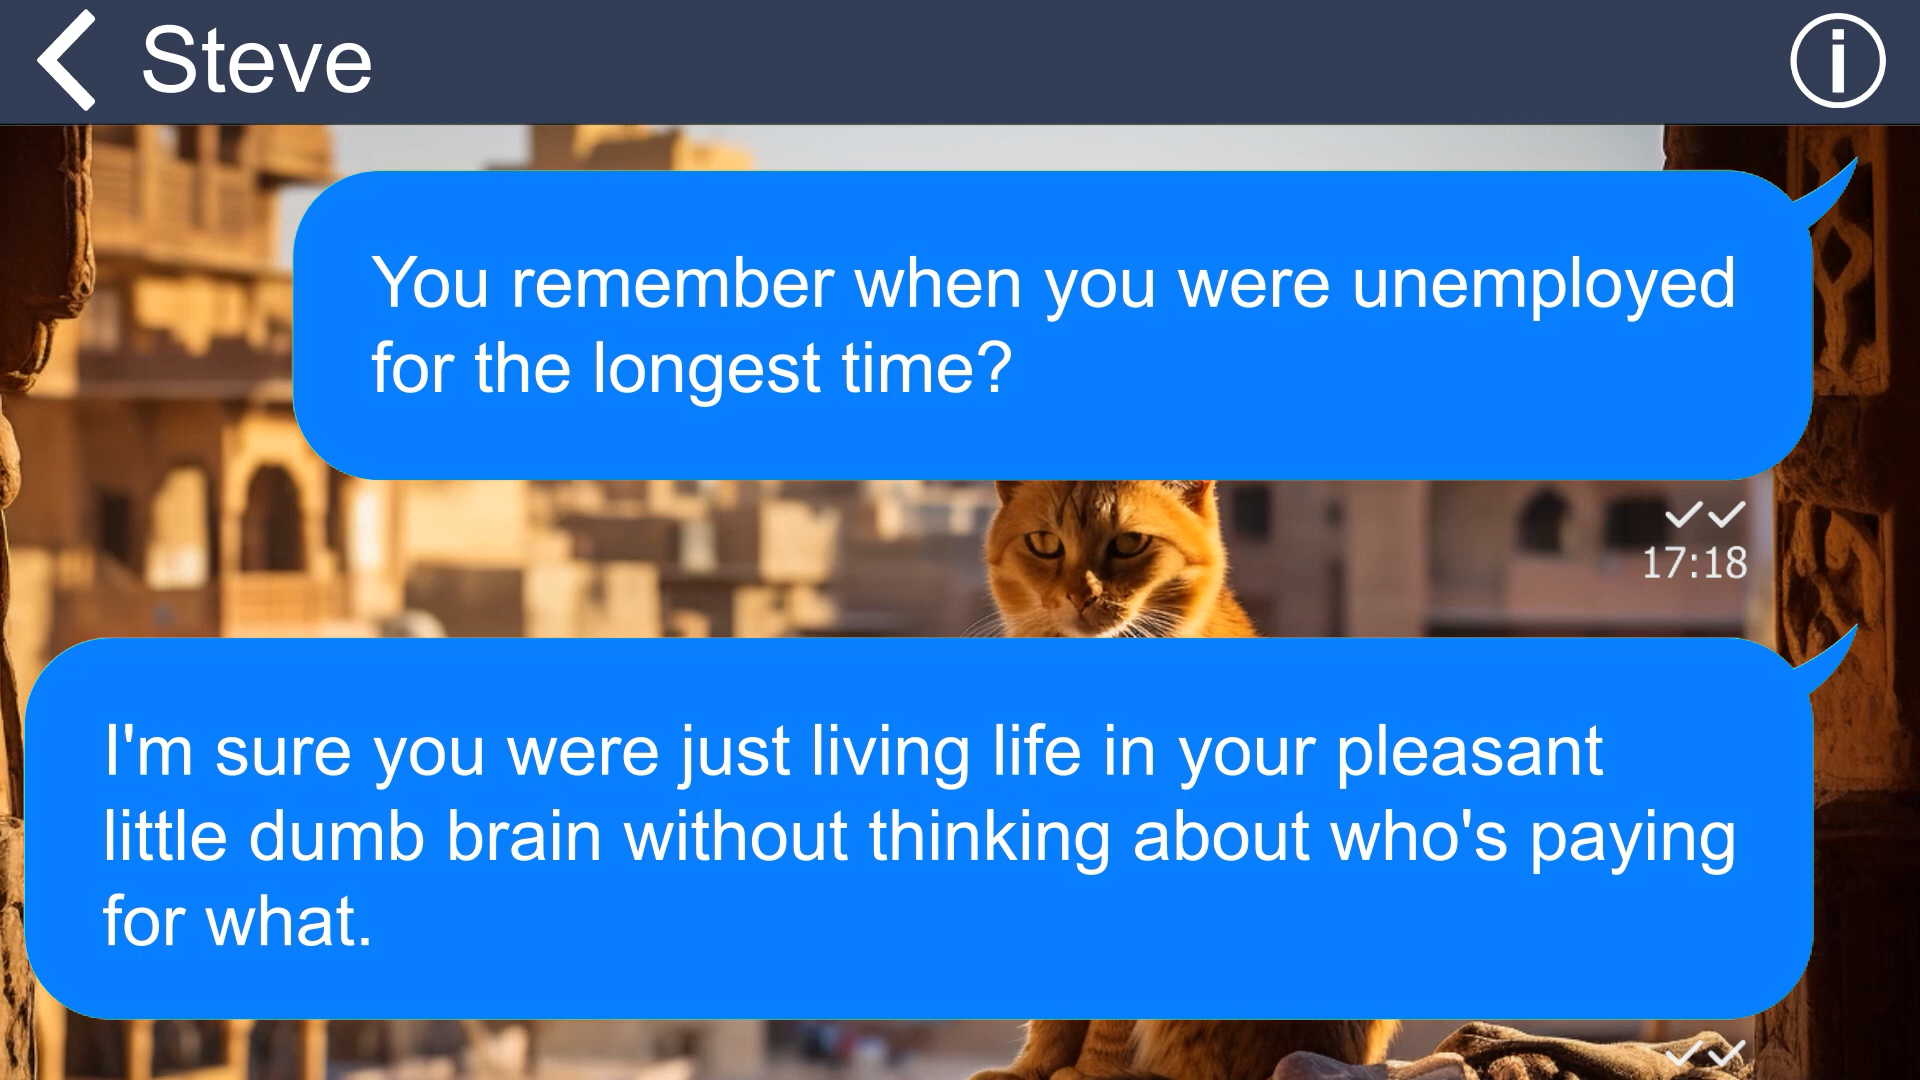 Steve
You remember when you were unemployed
for the longest time?
17:18
I'm sure you were just living life in your pleasant
little dumb brain without thinking about who's paying
for what.